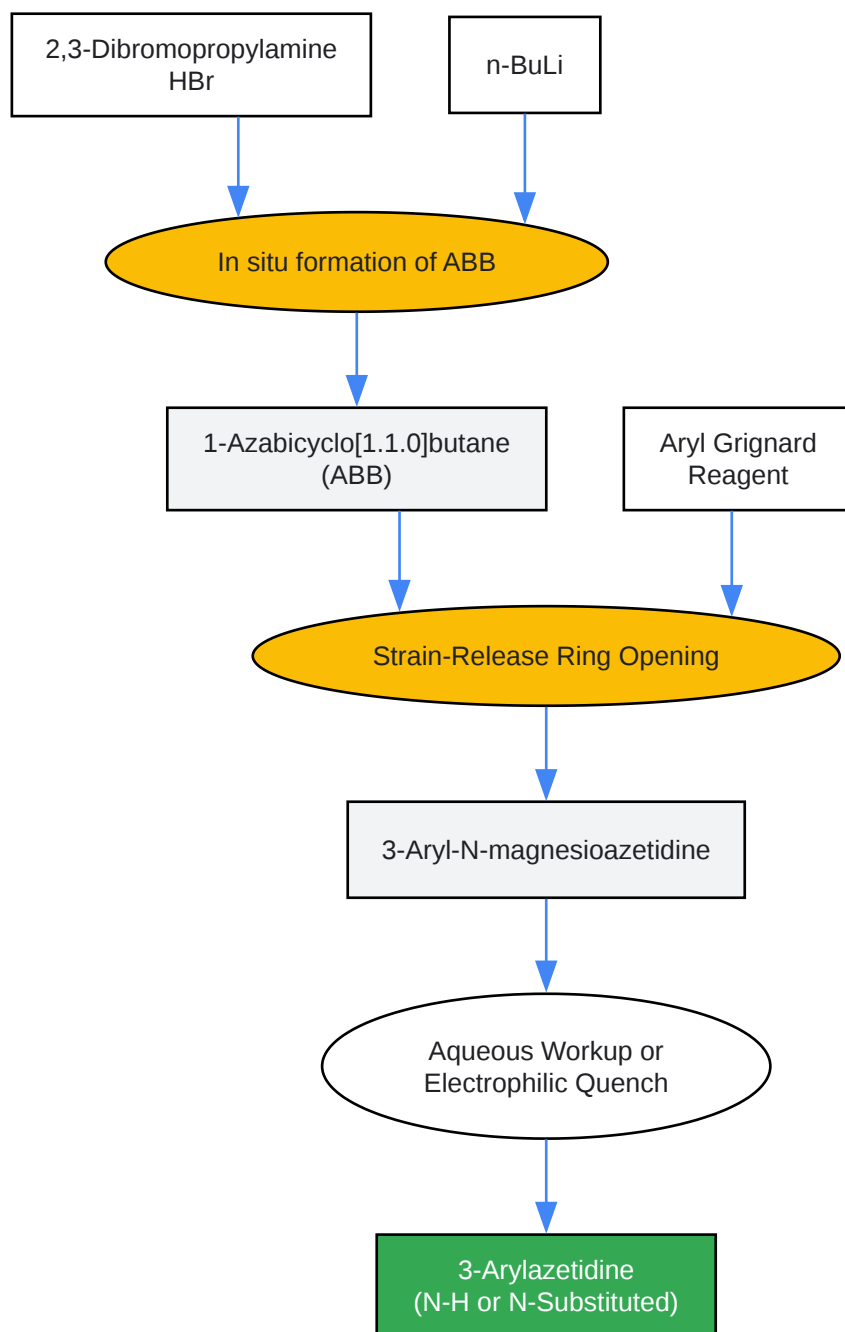 2,3-Dibromopropylamine
HBr
n-BuLi
In situ formation of ABB
1-Azabicyclo[1.1.0]butane
(ABB)
Aryl Grignard
Reagent
Strain-Release Ring Opening
3-Aryl-N-magnesioazetidine
Aqueous Workup or
Electrophilic Quench
3-Arylazetidine
(N-H or N-Substituted)